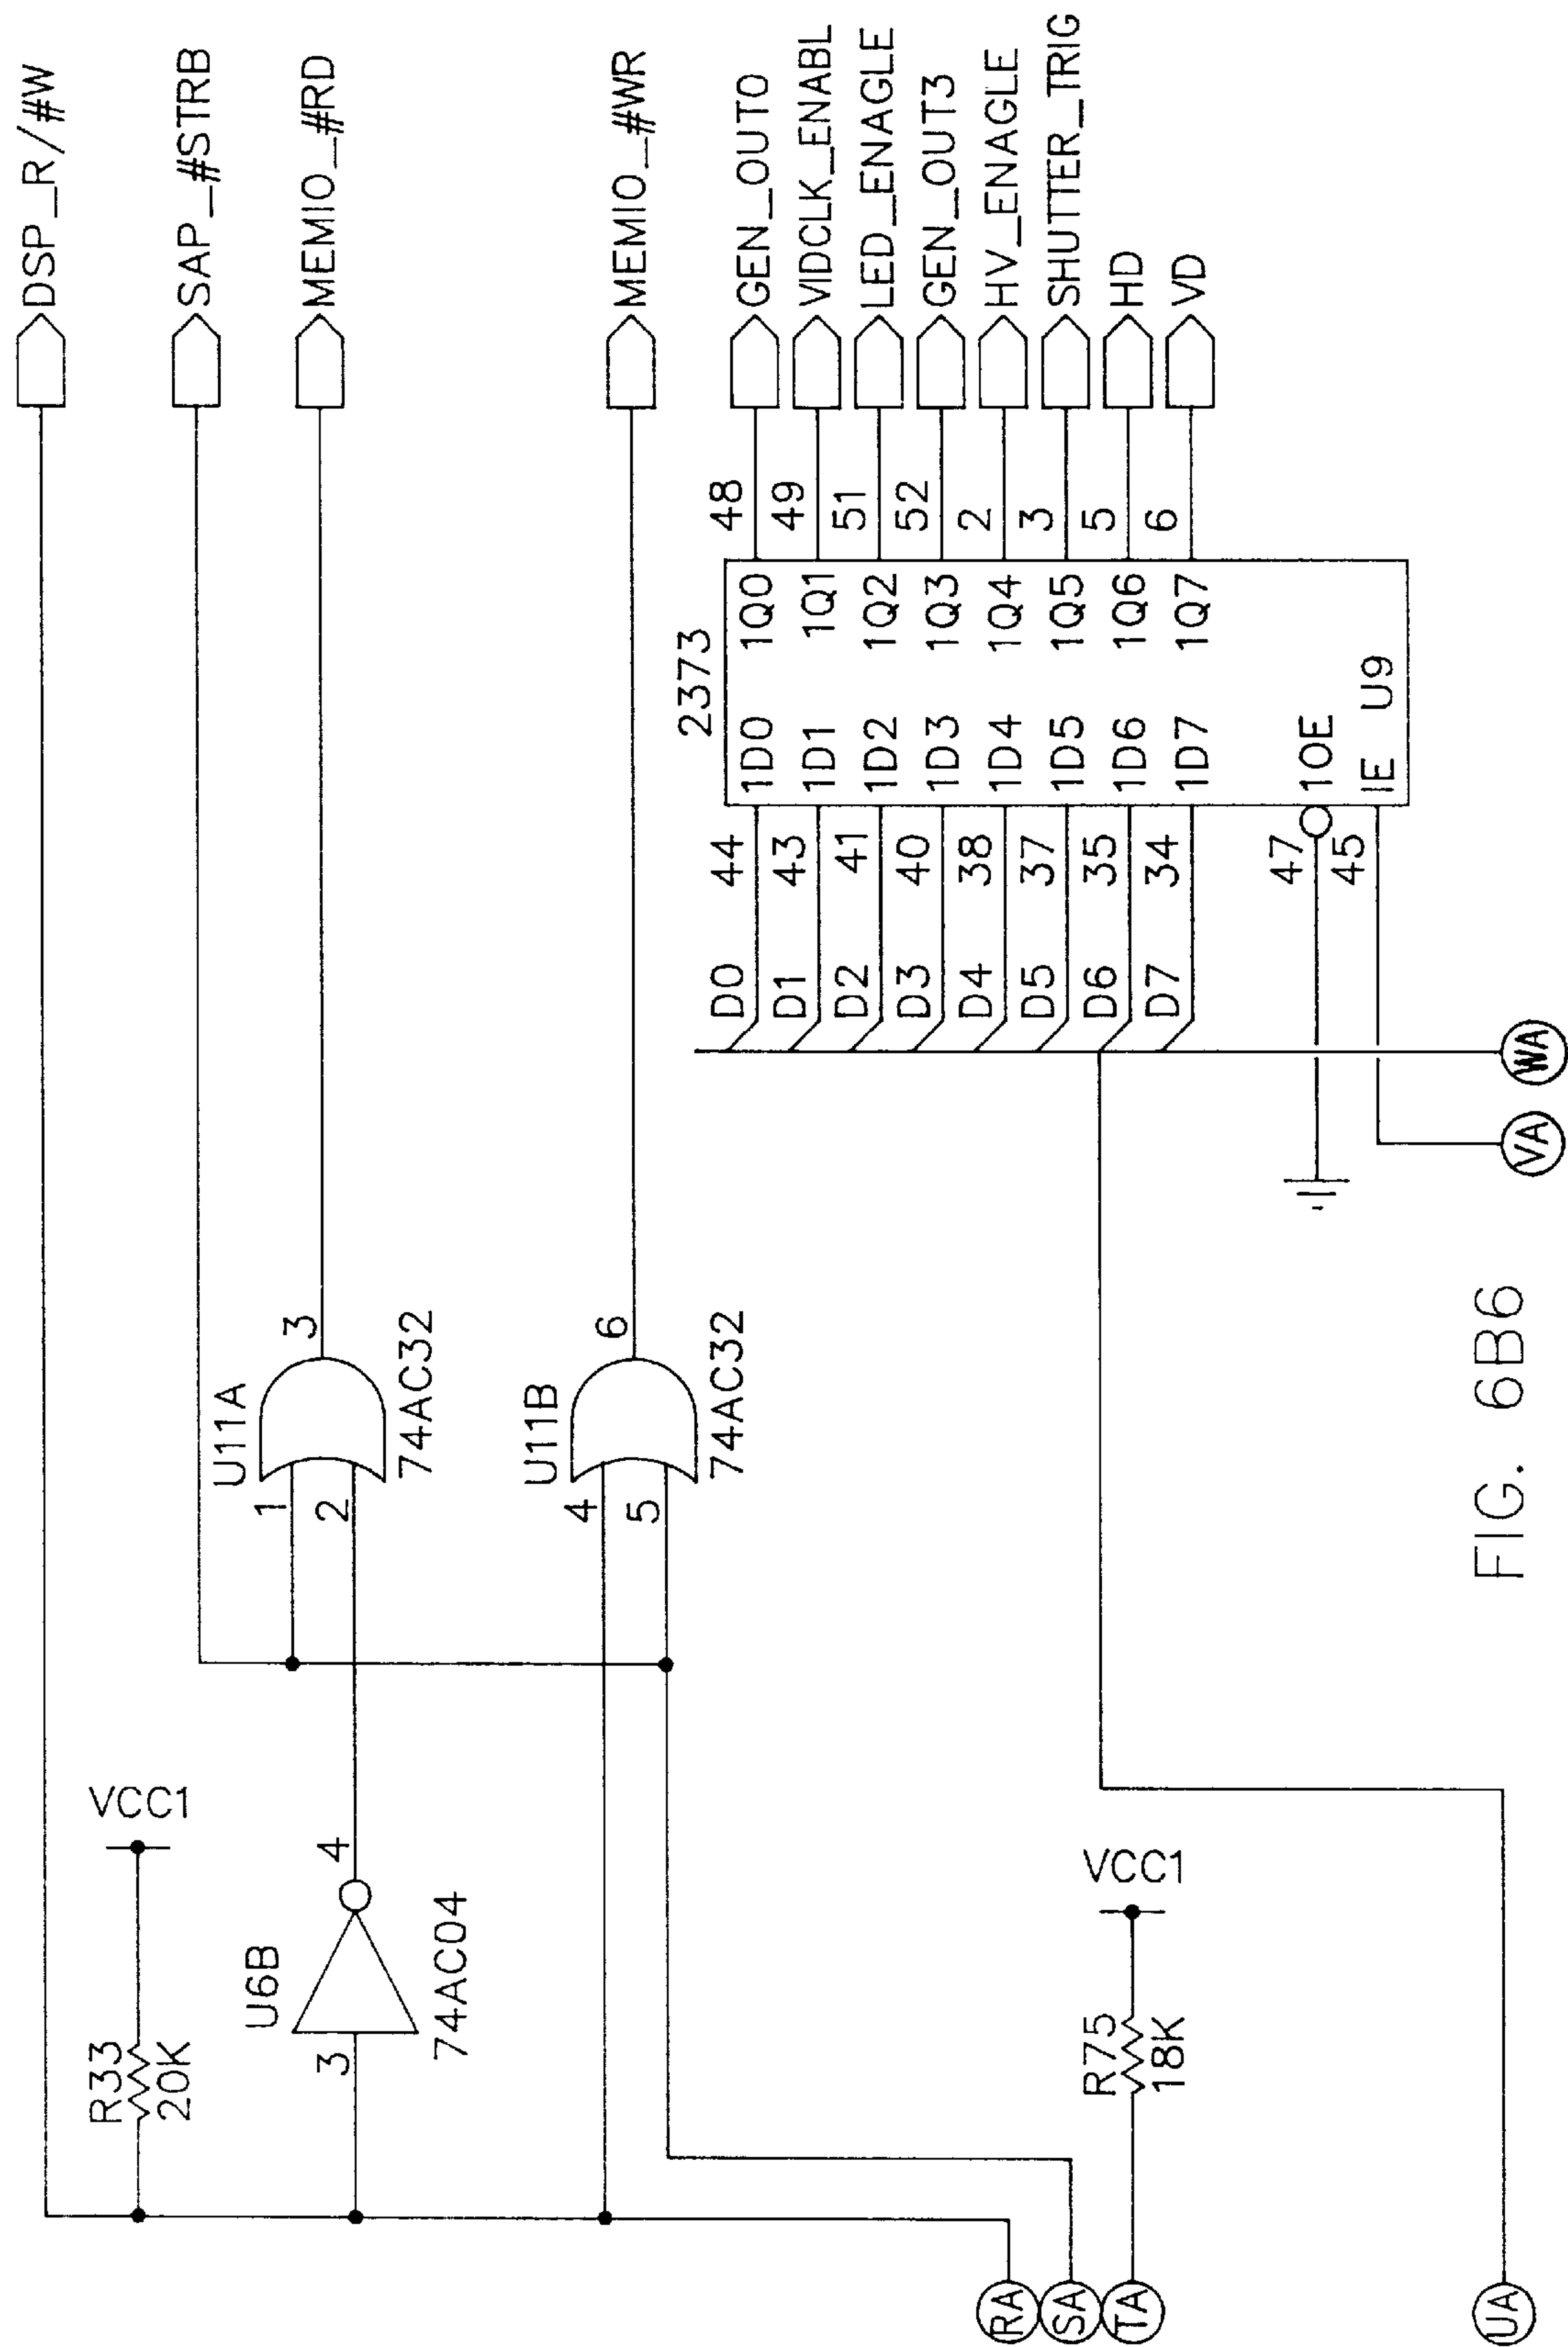 DSP_R/#W
SAP_#STRB
MEMIO_#RD
MEMIO_#WR
R33
20K
VCC1
U6B
3
4
74AC04
U11A
1
2
3
74AC32
U11B
4
5
6
74AC32
2373
D0 44 1D0 1Q0 48 GEN_OUT0
D1 43 1D1 1Q1 49 VIDCLK_ENABL
D2 41 1D2 1Q2 51 LED_ENAGLE
D3 40 1D3 1Q3 52 GEN_OUT3
D4 38 1D4 1Q4 2 HV_ENAGLE
D5 37 1D5 1Q5 3 SHUTTER_TRIG
D6 35 1D6 1Q6 5 HD
D7 34 1D7 1Q7 6 VD
47 1OE
45 IE U9
RA
SA
TA
R75
18K
VCC1
UA
VA
WA
FIG. 6B6